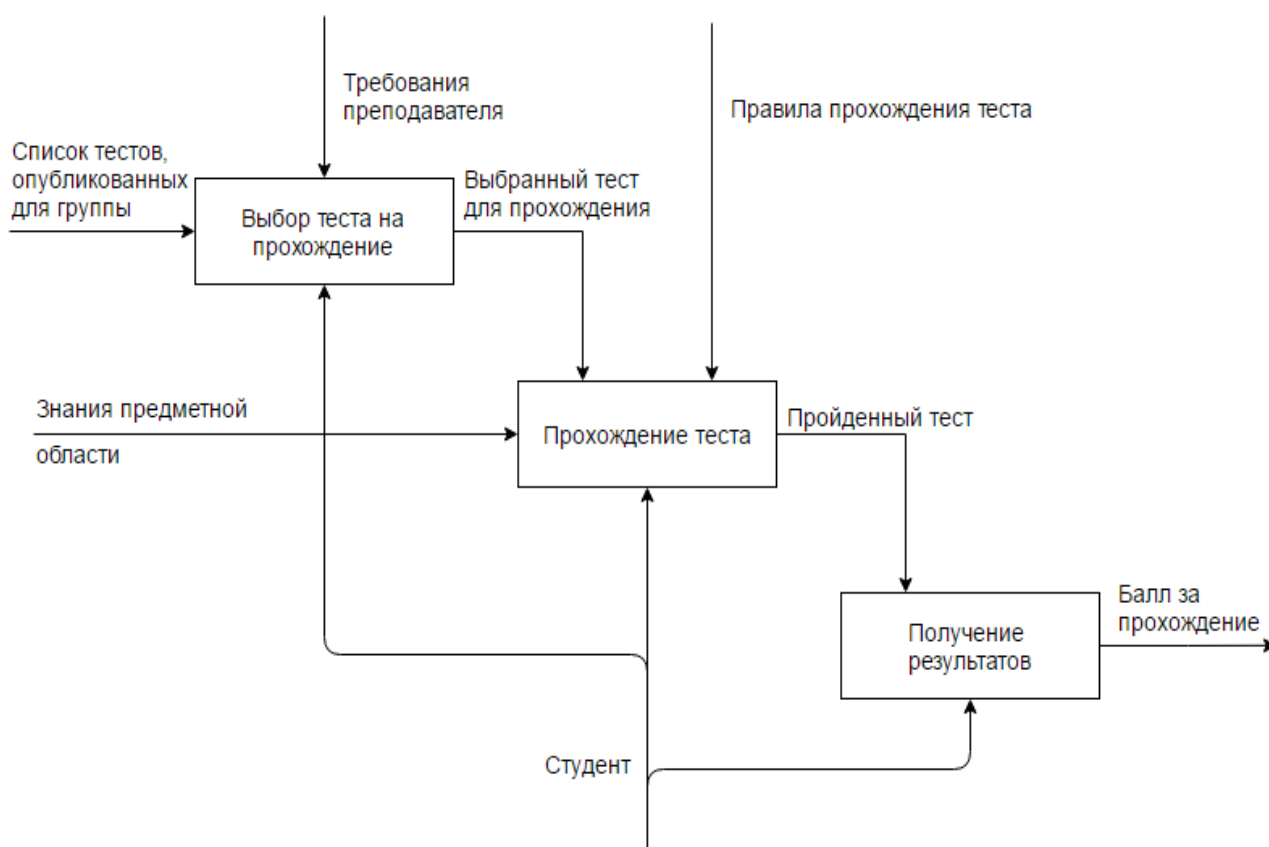 Требования
преподавателя
Правила прохождения теста
Список тестов,
опубликованных
для группы
Выбор теста на
прохождение
Выбранный тест
для прохождения
Знания предметной
области
Прохождение теста
Пройденный тест
Получение
результатов
Балл за
прохождение
Студент